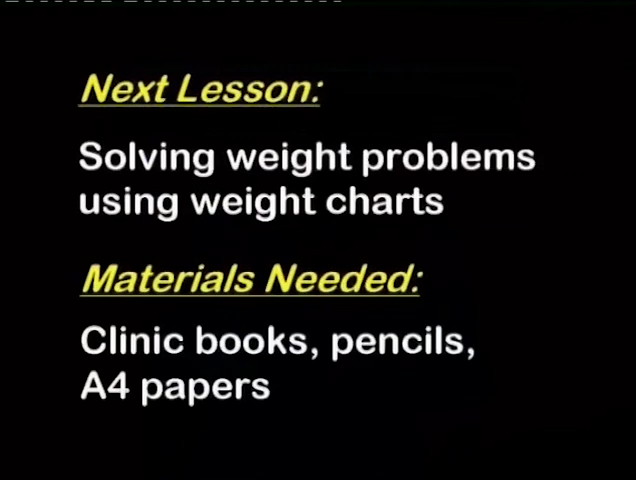 Next Lesson:
Solving weight problems
using weight charts
Materials Needed:
Clinic books, pencils,
A4 papers